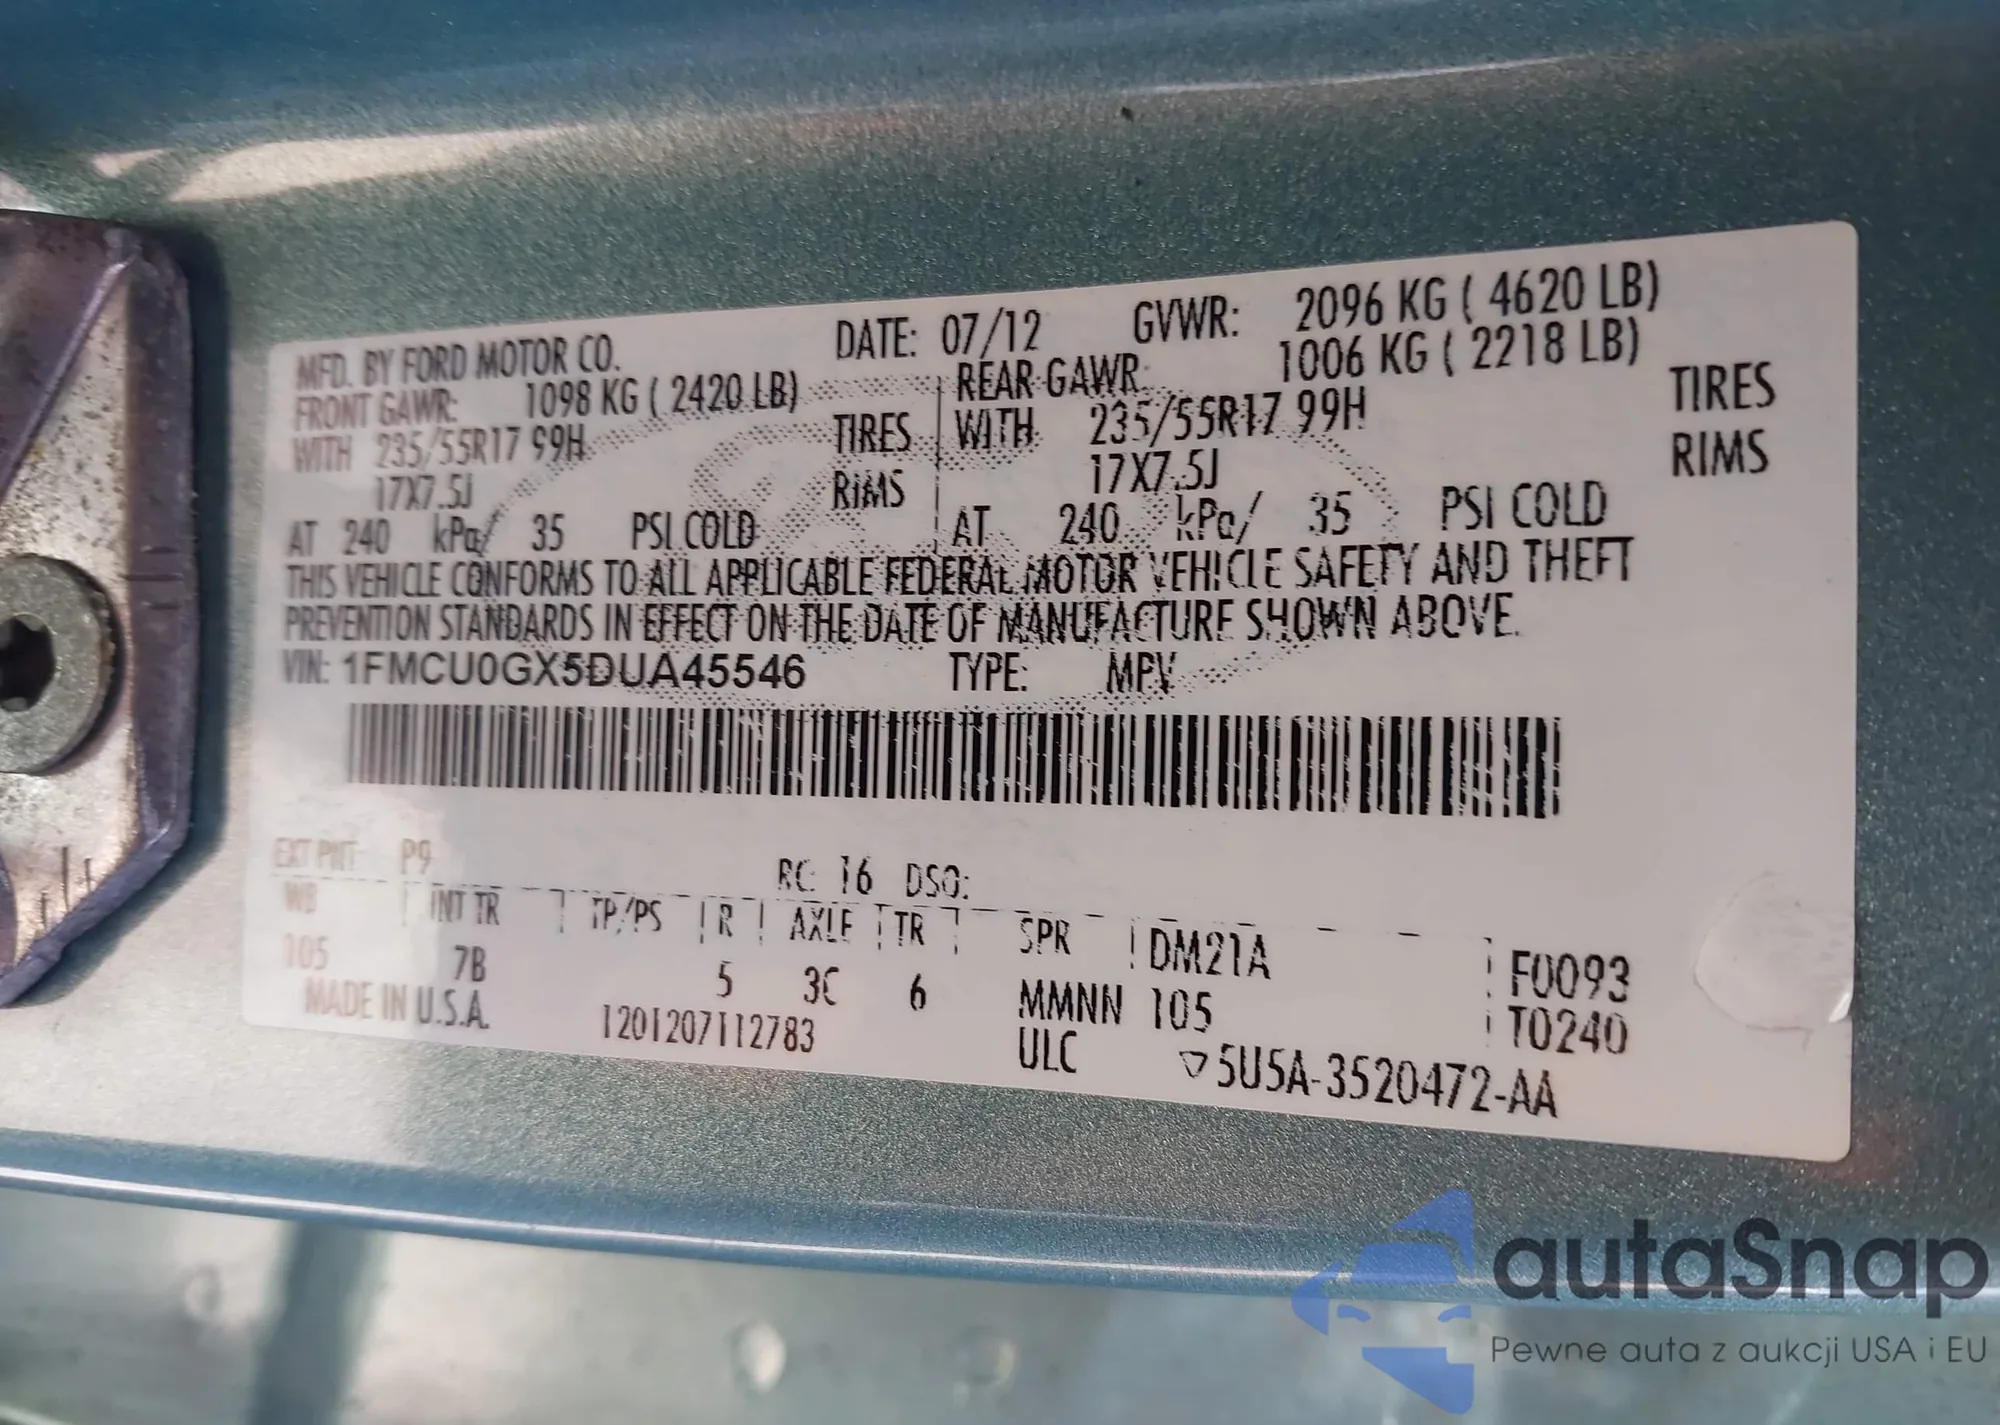 MFD. BY FORD MOTOR CO. DATE: 07/12 GVWR: 2096 KG ( 4620 LB)
FRONT GAWR: 1098 KG ( 2420 LB) REAR GAWR: 1006 KG ( 2218 LB)
WITH 235/55R17 99H TIRES WITH 235/55R17 99H TIRES
17X7.5J RIMS 17X7.5J RIMS
AT 240 kPa/ 35 PSI COLD AT 240 kPa/ 35 PSI COLD
THIS VEHICLE CONFORMS TO ALL APPLICABLE FEDERAL MOTOR VEHICLE SAFETY AND THEFT
PREVENTION STANDARDS IN EFFECT ON THE DATE OF MANUFACTURE SHOWN ABOVE.
VIN: 1FMCU0GX5DUA45546 TYPE: MPV
EXT PNT: P9 RC: 16 DSO:
WB INT TR TP/PS R AXLE TR SPR DM21A F0093
105 7B 5 3C 6 MMNN 105 T0240
MADE IN U.S.A. 1201207112783 ULC ▽5U5A-3520472-AA
autaSnap
Pewne auta z aukcji USA i EU